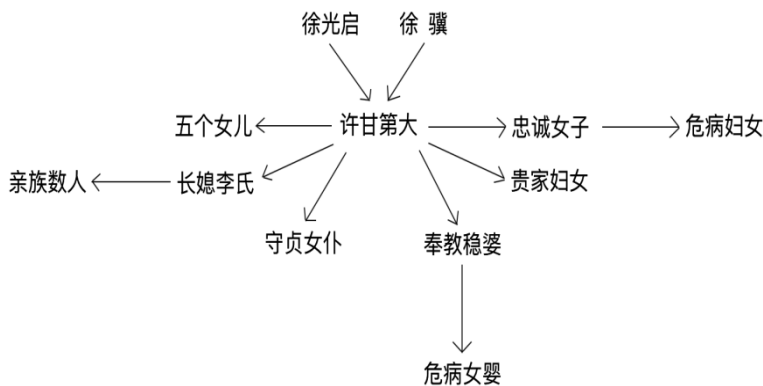 徐光启 徐 骥
五个女儿 许甘第大 忠诚女子 危病妇女
亲族数人 长媳李氏 贵家妇女
守贞女仆 奉教稳婆
危病女婴